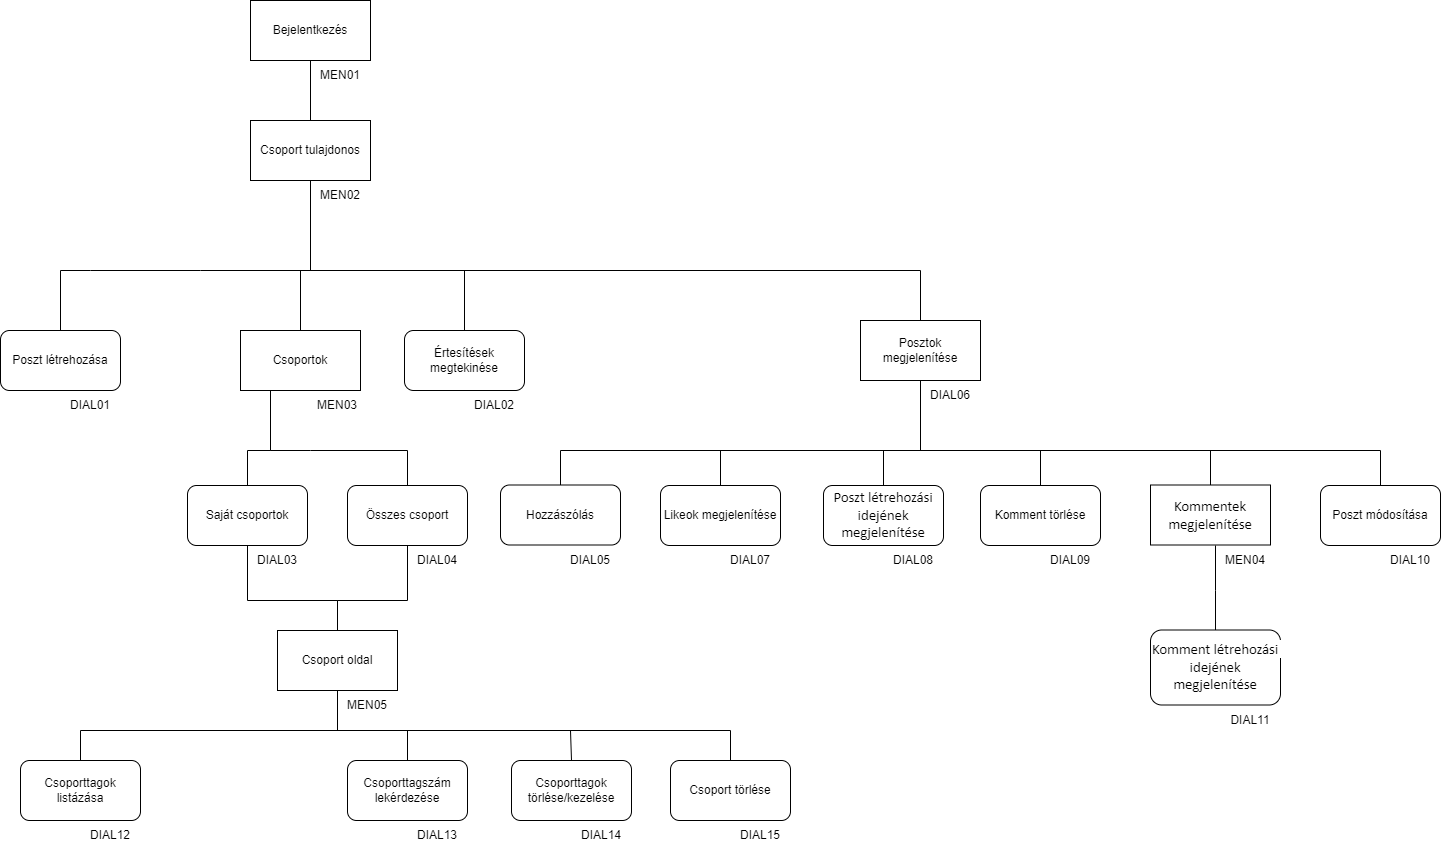 Bejelentkezés
MEN01
Csoport tulajdonos
MEN02
Poszt létrehozása
DIAL01
Csoportok
MEN03
Értesítések
megtekinése
DIAL02
Posztok
megjelenítése
DIAL06
Saját csoportok
DIAL03
Összes csoport
DIAL04
Hozzászólás
DIAL05
Likeok megjelenítése
DIAL07
Poszt létrehozási
idejének
megjelenítése
DIAL08
Komment törlése
DIAL09
Kommentek
megjelenítése
MEN04
Poszt módosítása
DIAL10
Komment létrehozási
idejének
megjelenítése
DIAL11
Csoport oldal
MEN05
Csoporttagok
listázása
DIAL12
Csoporttagszám
lekérdezése
DIAL13
Csoporttagok
törlése/kezelése
DIAL14
Csoport törlése
DIAL15